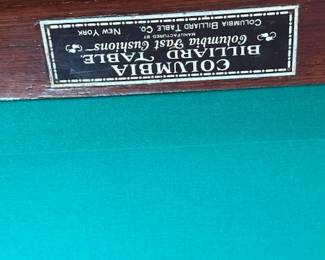 COLUMBIA
BILLIARD TABLE.
Columbia Fast Cushions
MANUFACTURED BY
COLUMBIA BILLIARD TABLE CO.
NEW YORK